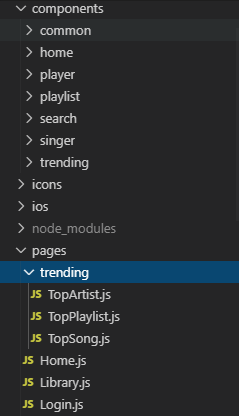 components
common
home
player
playlist
search
singer
trending
icons
ios
node_modules
pages
trending
JS TopArtist.js
JS TopPlaylist.js
JS TopSong.js
JS Home.js
JS Library.js
JS Login.js